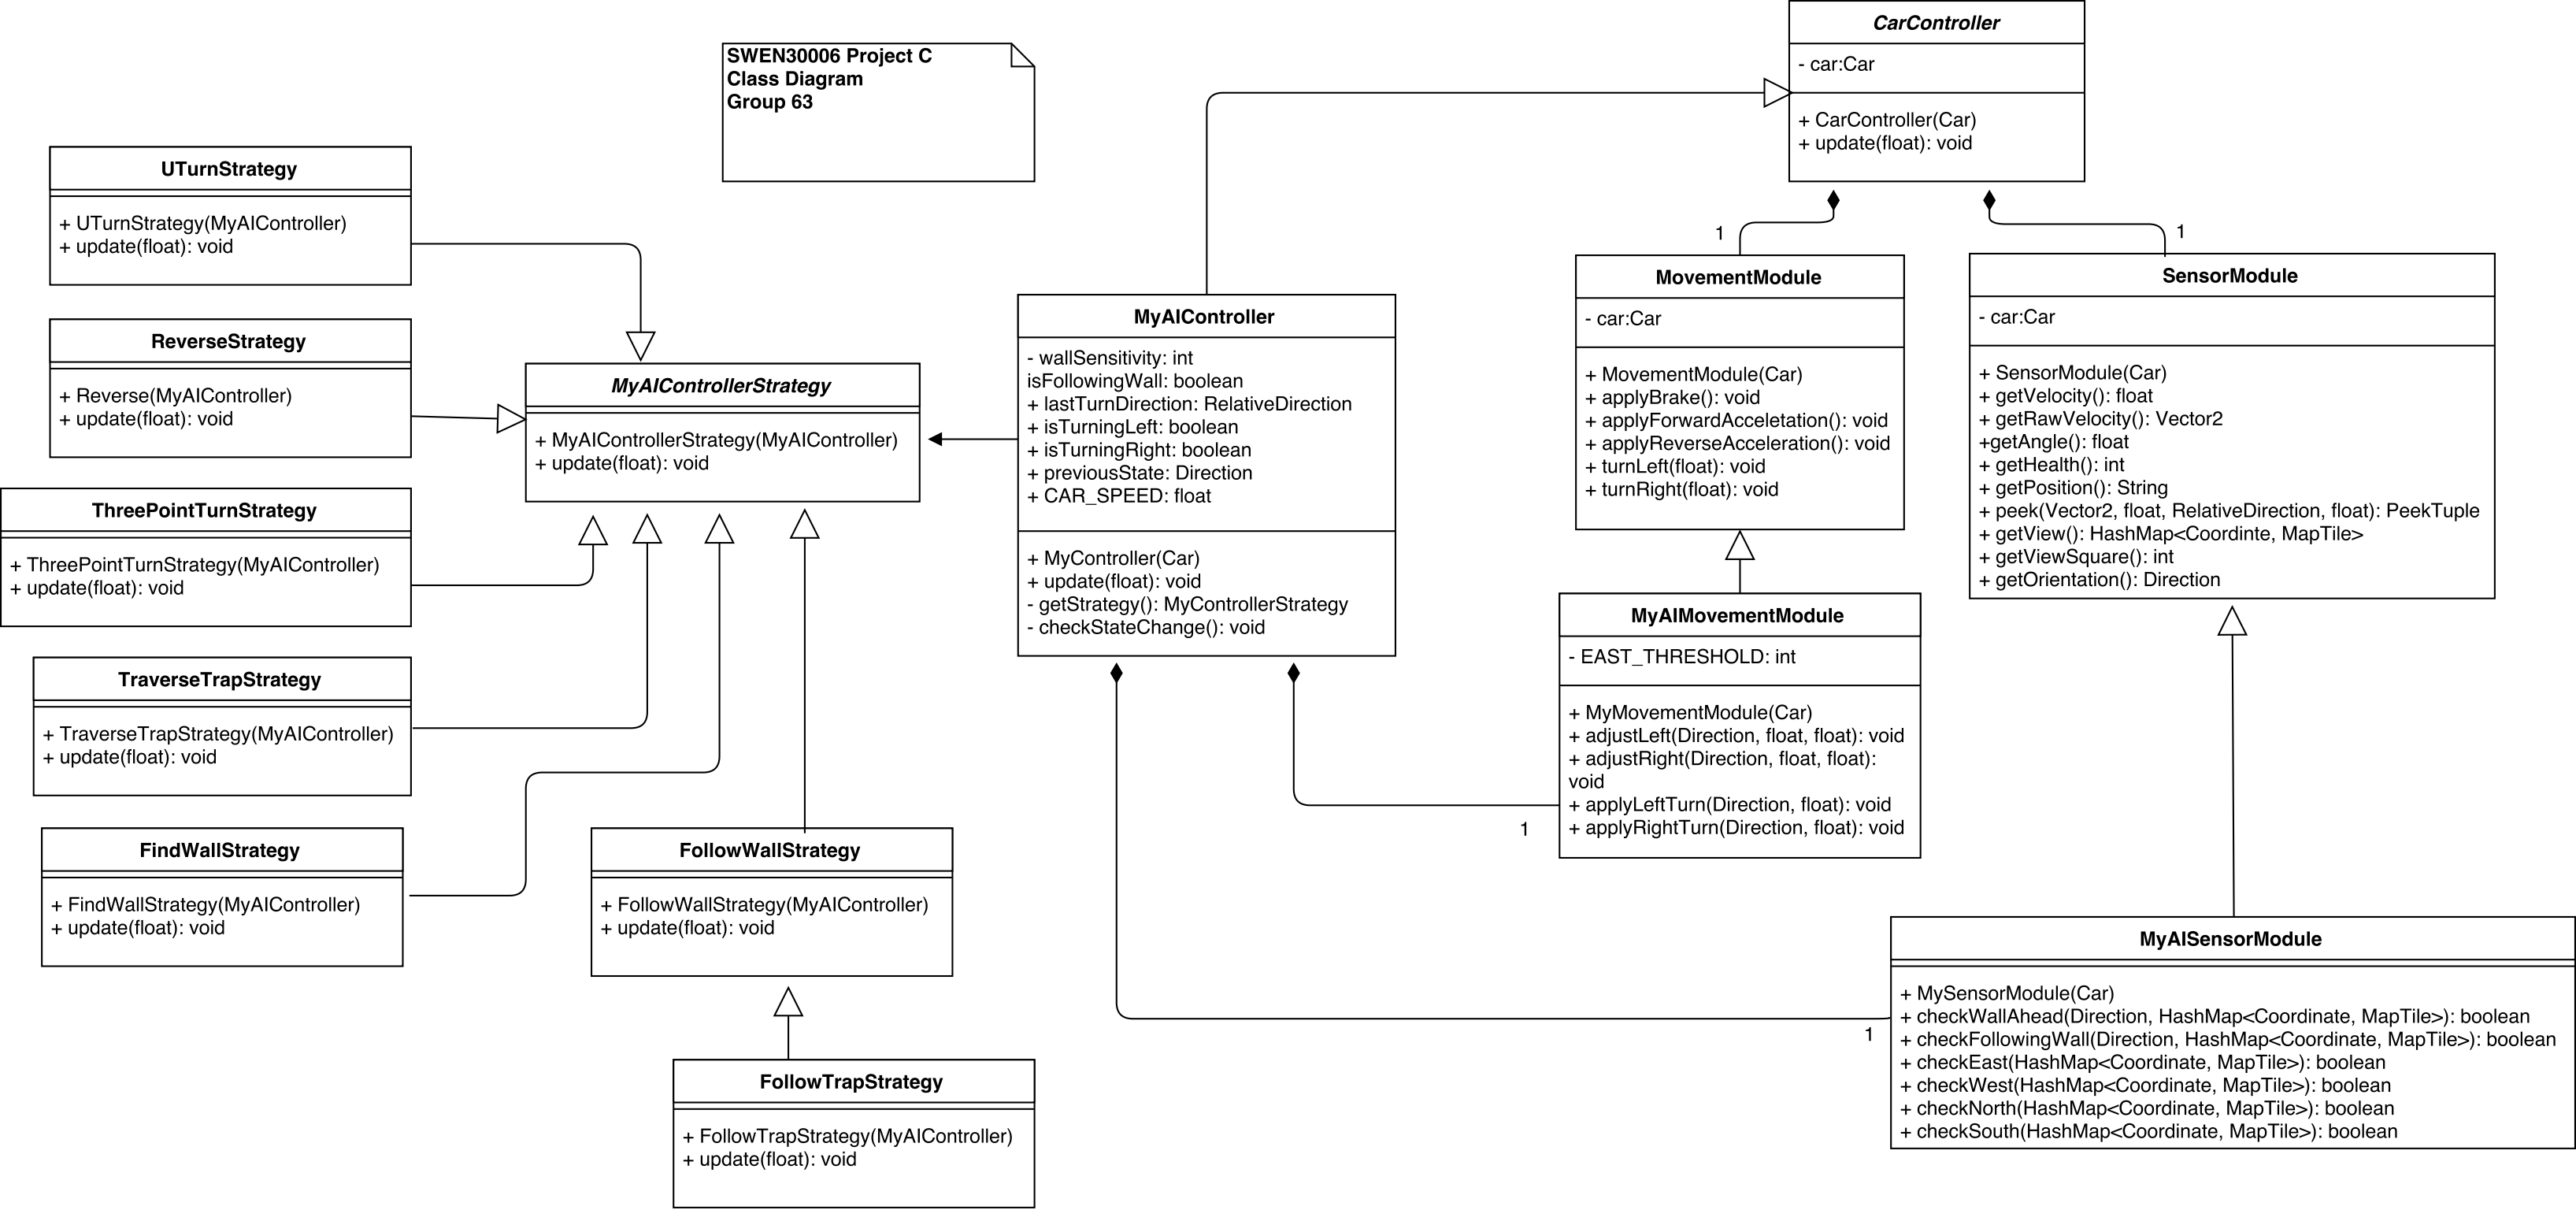 SWEN30006 Project C
Class Diagram
Group 63
CarController
- car:Car
+ CarController(Car)
+ update(float): void
UTurnStrategy
+ UTurnStrategy(MyAIController)
+ update(float): void
ReverseStrategy
+ Reverse(MyAIController)
+ update(float): void
ThreePointTurnStrategy
+ ThreePointTurnStrategy(MyAIController)
+ update(float): void
TraverseTrapStrategy
+ TraverseTrapStrategy(MyAIController)
+ update(float): void
FindWallStrategy
+ FindWallStrategy(MyAIController)
+ update(float): void
MyAIControllerStrategy
+ MyAIControllerStrategy(MyAIController)
+ update(float): void
FollowWallStrategy
+ FollowWallStrategy(MyAIController)
+ update(float): void
FollowTrapStrategy
+ FollowTrapStrategy(MyAIController)
+ update(float): void
MyAIController
- wallSensitivity: int
isFollowingWall: boolean
+ lastTurnDirection: RelativeDirection
+ isTurningLeft: boolean
+ isTurningRight: boolean
+ previousState: Direction
+ CAR_SPEED: float
+ MyController(Car)
+ update(float): void
- getStrategy(): MyControllerStrategy
- checkStateChange(): void
1
MovementModule
- car:Car
+ MovementModule(Car)
+ applyBrake(): void
+ applyForwardAcceletation(): void
+ applyReverseAcceleration(): void
+ turnLeft(float): void
+ turnRight(float): void
1
SensorModule
- car:Car
+ SensorModule(Car)
+ getVelocity(): float
+ getRawVelocity(): Vector2
+getAngle(): float
+ getHealth(): int
+ getPosition(): String
+ peek(Vector2, float, RelativeDirection, float): PeekTuple
+ getView(): HashMap<Coordinte, MapTile>
+ getViewSquare(): int
+ getOrientation(): Direction
MyAIMovementModule
- EAST_THRESHOLD: int
+ MyMovementModule(Car)
+ adjustLeft(Direction, float, float): void
+ adjustRight(Direction, float, float):
void
+ applyLeftTurn(Direction, float): void
+ applyRightTurn(Direction, float): void
1
MyAISensorModule
+ MySensorModule(Car)
+ checkWallAhead(Direction, HashMap<Coordinate, MapTile>): boolean
+ checkFollowingWall(Direction, HashMap<Coordinate, MapTile>): boolean
+ checkEast(HashMap<Coordinate, MapTile>): boolean
+ checkWest(HashMap<Coordinate, MapTile>): boolean
+ checkNorth(HashMap<Coordinate, MapTile>): boolean
+ checkSouth(HashMap<Coordinate, MapTile>): boolean
1